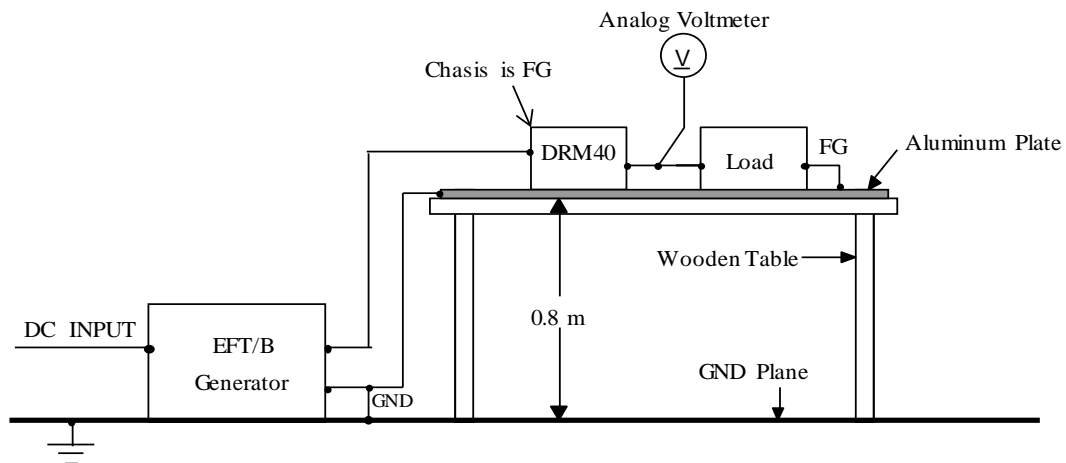 Analog Voltmeter
V
Chasis is FG
DRM40
Load
FG
Aluminum Plate
Wooden Table
0.8 m
DC INPUT
EFT/B
Generator
GND
GND Plane